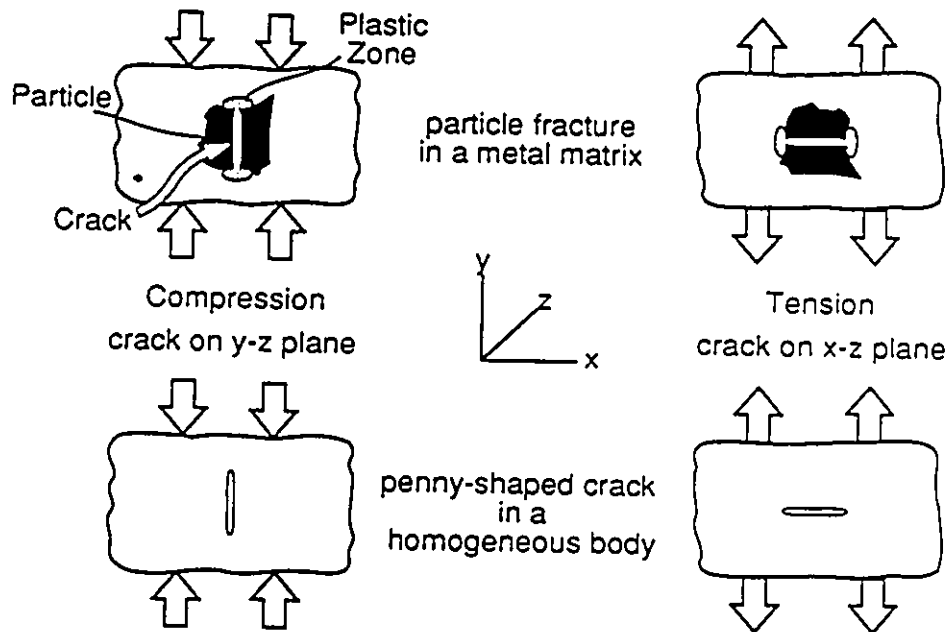 Plastic
Zone
Particle
Crack
particle fracture
in a metal matrix
Compression
crack on y-z plane
y
z
x
Tension
crack on x-z plane
penny-shaped crack
in a
homogeneous body